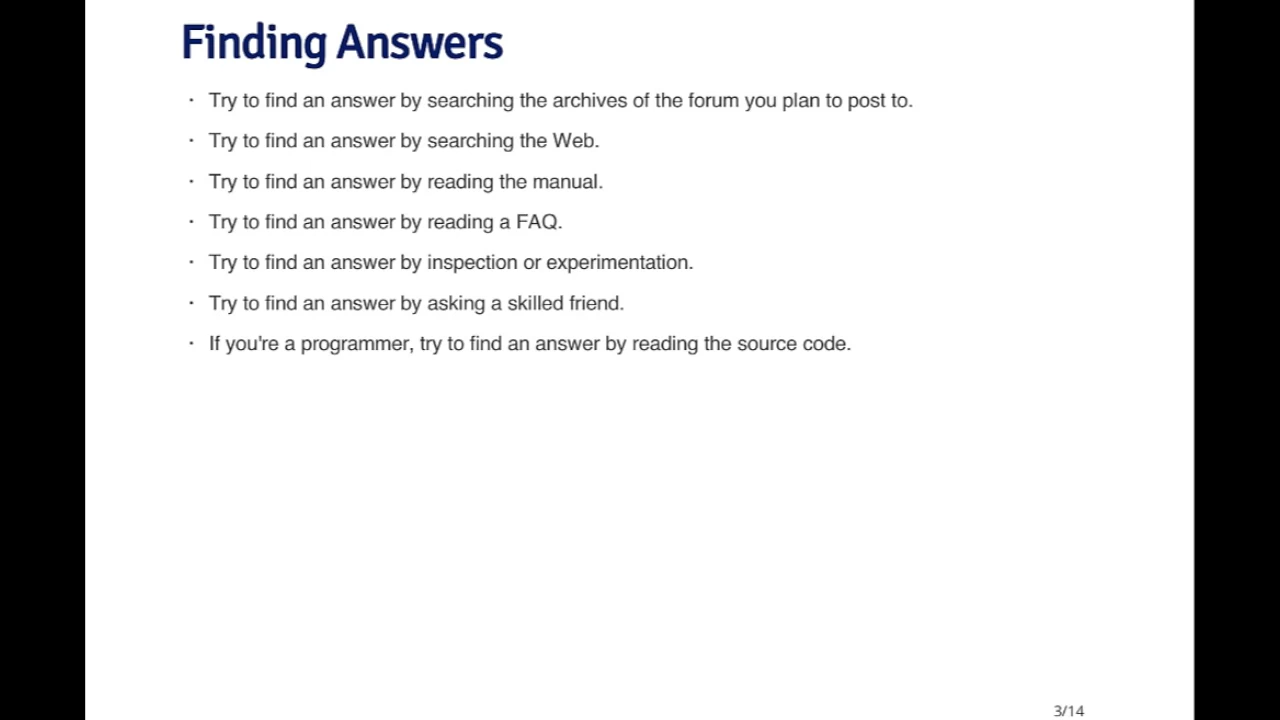 Finding Answers
· Try to find an answer by searching the archives of the forum you plan to post to.
· Try to find an answer by searching the Web.
· Try to find an answer by reading the manual.
· Try to find an answer by reading a FAQ.
· Try to find an answer by inspection or experimentation.
· Try to find an answer by asking a skilled friend.
· If you're a programmer, try to find an answer by reading the source code.
3/14